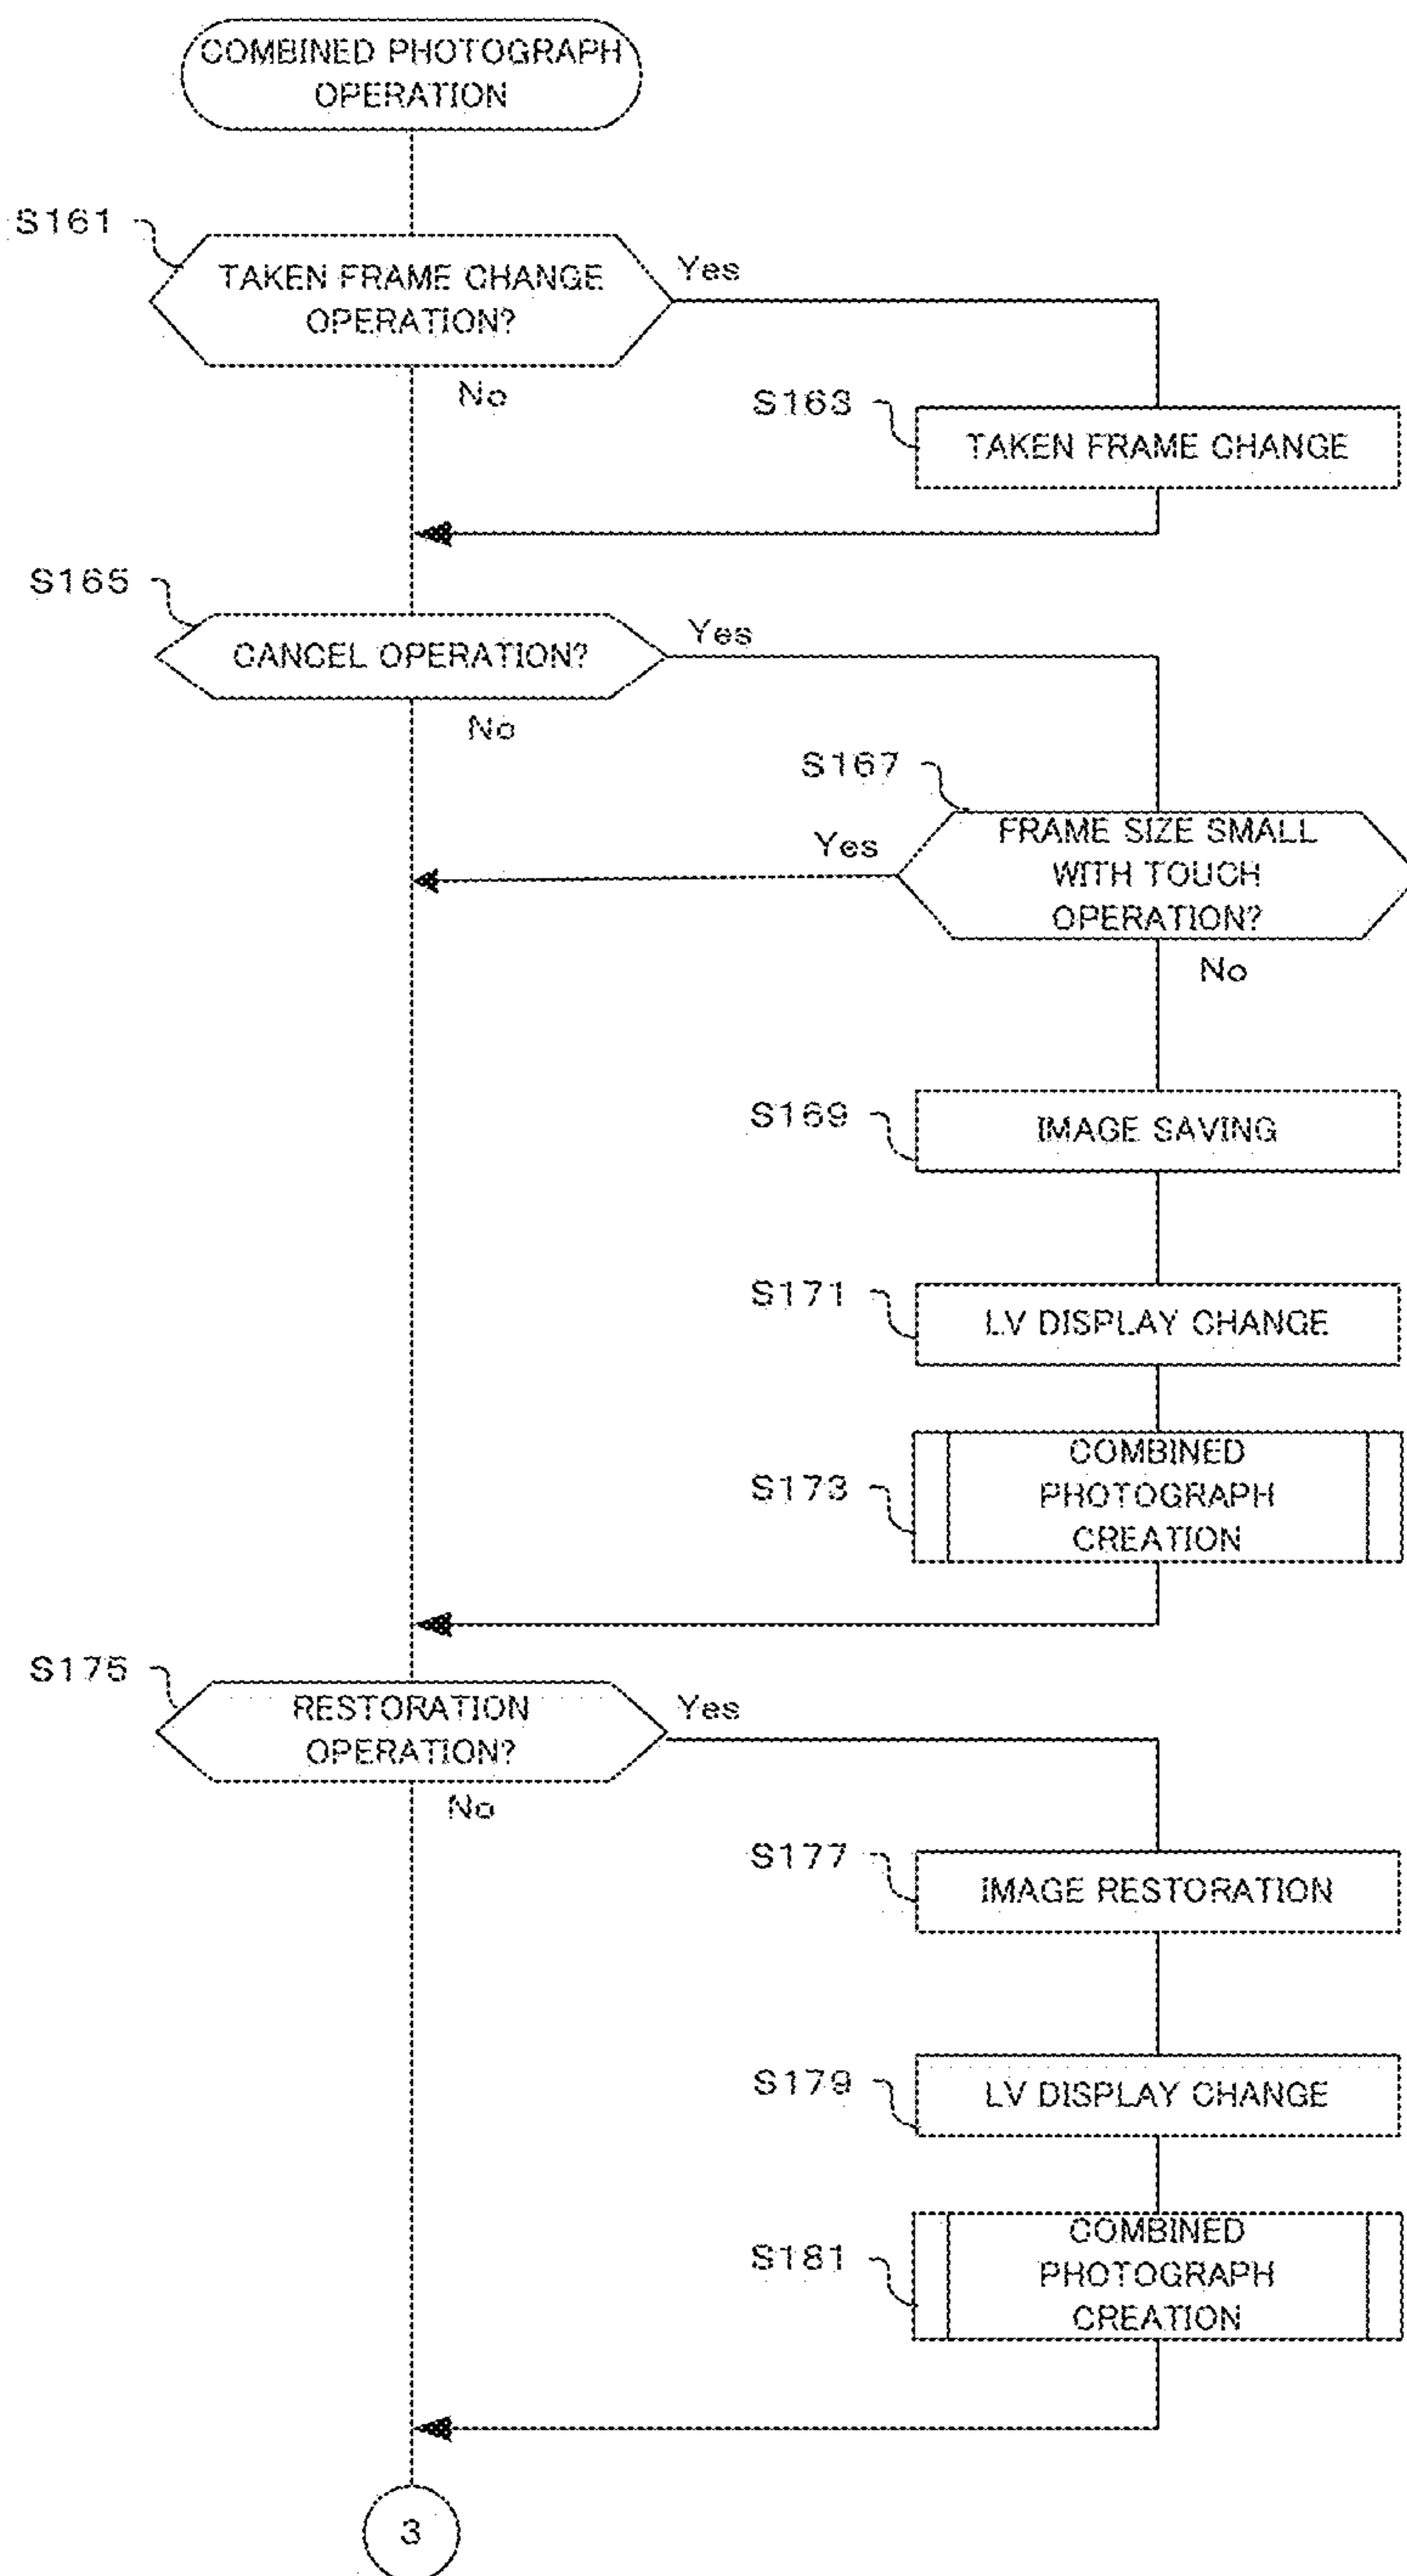 COMBINED PHOTOGRAPH
OPERATION
S161
TAKEN FRAME CHANGE
OPERATION?
Yes
No
S163
TAKEN FRAME CHANGE
S165
CANCEL OPERATION?
Yes
No
S167
FRAME SIZE SMALL
WITH TOUCH
OPERATION?
Yes
No
S169
IMAGE SAVING
S171
LV DISPLAY CHANGE
S173
COMBINED
PHOTOGRAPH
CREATION
S175
RESTORATION
OPERATION?
Yes
No
S177
IMAGE RESTORATION
S179
LV DISPLAY CHANGE
S181
COMBINED
PHOTOGRAPH
CREATION
3